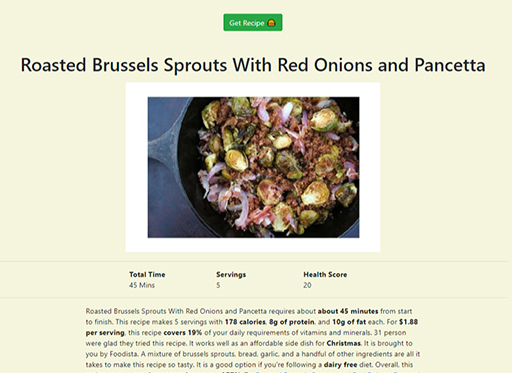 Get Recipe
Roasted Brussels Sprouts With Red Onions and Pancetta
Total Time Servings Health Score
45 Mins 5 20
Roasted Brussels Sprouts With Red Onions and Pancetta requires about about 45 minutes from start
to finish. This recipe makes 5 servings with 178 calories, 8g of protein, and 10g of fat each. For $1.88
per serving, this recipe covers 19% of your daily requirements of vitamins and minerals. 31 person
were glad they tried this recipe. It works well as an affordable side dish for Christmas. It is brought to
you by Foodista. A mixture of brussels sprouts, bread, garlic, and a handful of other ingredients are all it
takes to make this recipe so tasty. It is a good option if you're following a dairy free diet. Overall, this